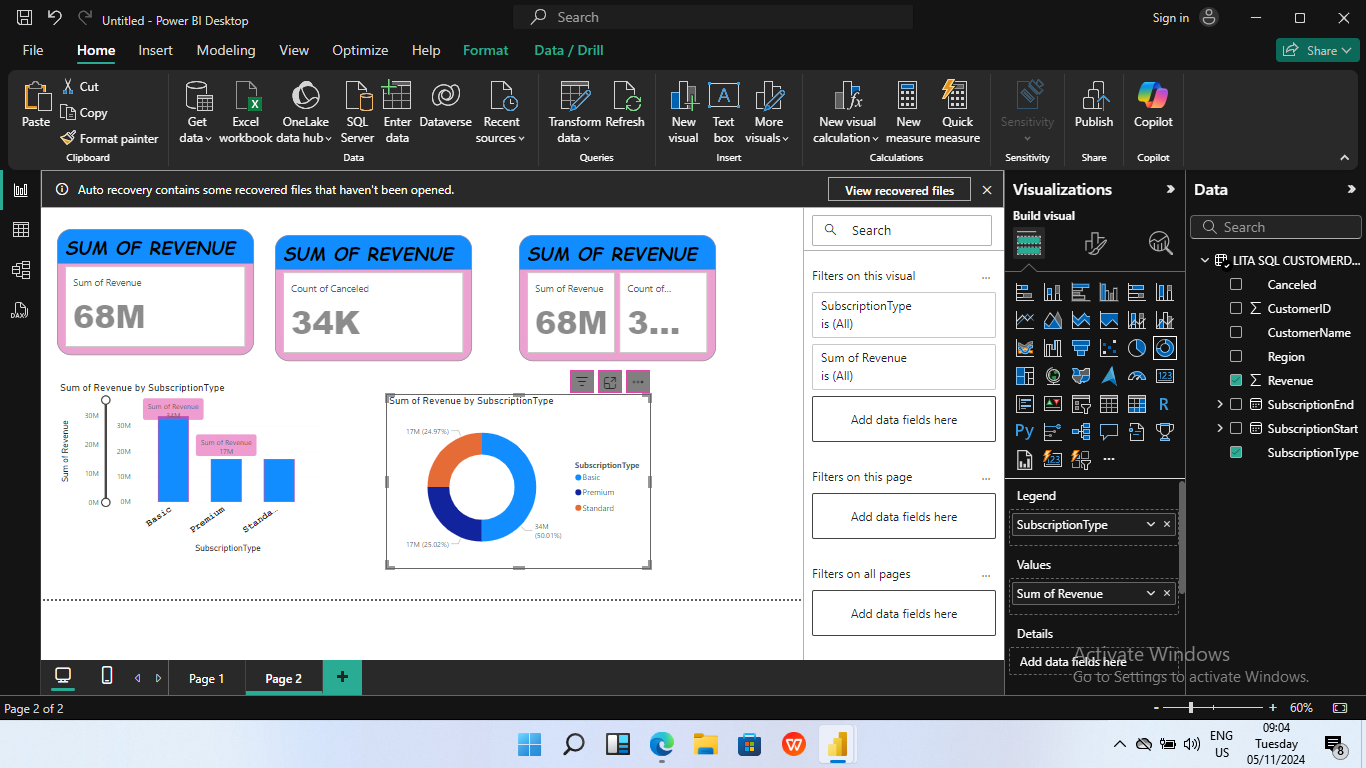 Untitled - Power BI Desktop
Search
Sign in
File
Home
Insert
Modeling
View
Optimize
Help
Format
Data / Drill
Share
Paste
Cut
Copy
Format painter
Clipboard
Get data
Excel workbook
OneLake data hub
SQL Server
Enter data
Dataverse
Recent sources
Data
Transform data
Refresh
Queries
New visual
Text box
More visuals
Insert
New visual calculation
New measure
Quick measure
Calculations
Sensitivity
Sensitivity
Publish
Share
Copilot
Copilot
Auto recovery contains some recovered files that haven't been opened.
View recovered files
SUM OF REVENUE
Sum of Revenue
68M
SUM OF REVENUE
Count of Canceled
34K
SUM OF REVENUE
Sum of Revenue
68M
Count of...
3...
Sum of Revenue by SubscriptionType
Sum of Revenue
30M
20M
10M
0M
30M
20M
10M
0M
Sum of Revenue
34M
Sum of Revenue
17M
Basic
Premium
Standa...
SubscriptionType
Sum of Revenue by SubscriptionType
17M (24.97%)
17M (25.02%)
34M
(50.01%)
SubscriptionType
Basic
Premium
Standard
Search
Filters on this visual
...
SubscriptionType
is (All)
Sum of Revenue
is (All)
Add data fields here
Filters on this page
...
Add data fields here
Filters on all pages
...
Add data fields here
Visualizations
Build visual
R
Py
123
...
Legend
SubscriptionType
Values
Sum of Revenue
Details
Add data fields here
Data
Search
LITA SQL CUSTOMERD...
Canceled
CustomerID
CustomerName
Region
Revenue
SubscriptionEnd
SubscriptionStart
SubscriptionType
Activate Windows
Go to Settings to activate Windows.
Page 1
Page 2
+
Page 2 of 2
- + 60%
ENG
US
09:04
Tuesday
05/11/2024
8